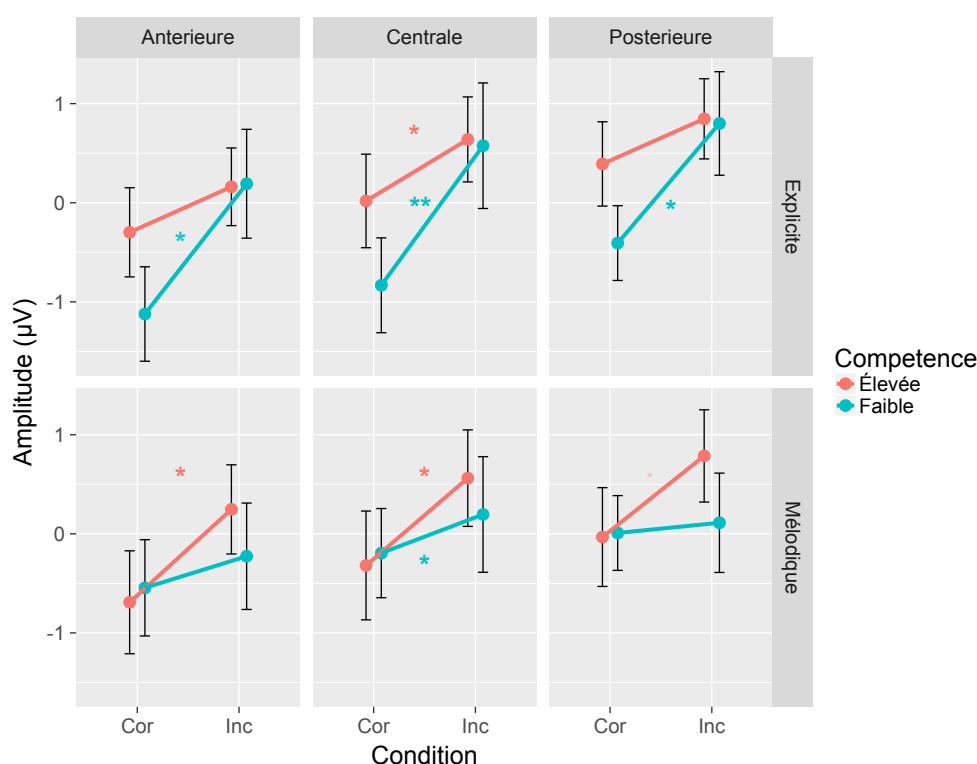 Anterieure
Centrale
Posterieure
1
0
-1
*
*
**
*
Explicite
1
0
-1
*
*
*
Mélodique
Amplitude (μV)
Cor
Inc
Cor
Inc
Cor
Inc
Condition
Competence
Élevée
Faible